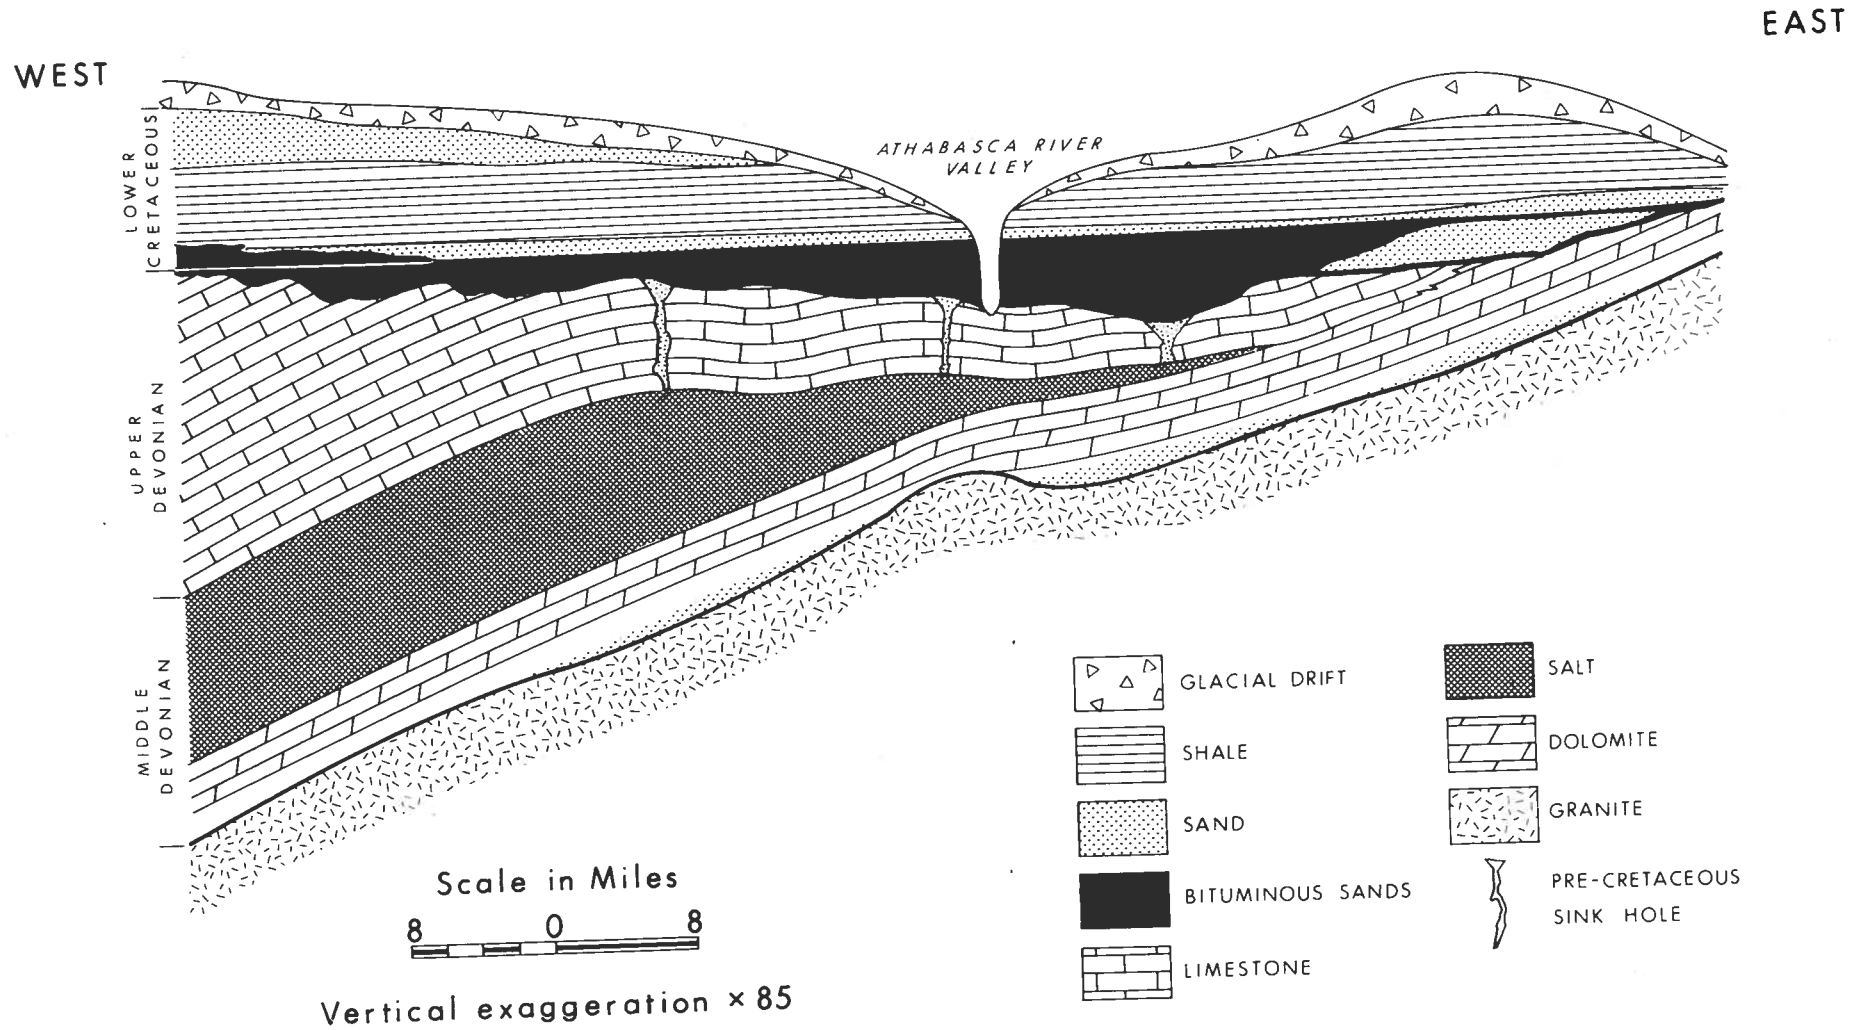 EAST
WEST
ATHABASCA RIVER
VALLEY
LOWER
CRETACEOUS
UPPER
DEVONIAN
MIDDLE
DEVONIAN
GLACIAL DRIFT
SHALE
SAND
BITUMINOUS SANDS
LIMESTONE
SALT
DOLOMITE
GRANITE
PRE-CRETACEOUS
SINK HOLE
Scale in Miles
8 0 8
Vertical exaggeration × 85